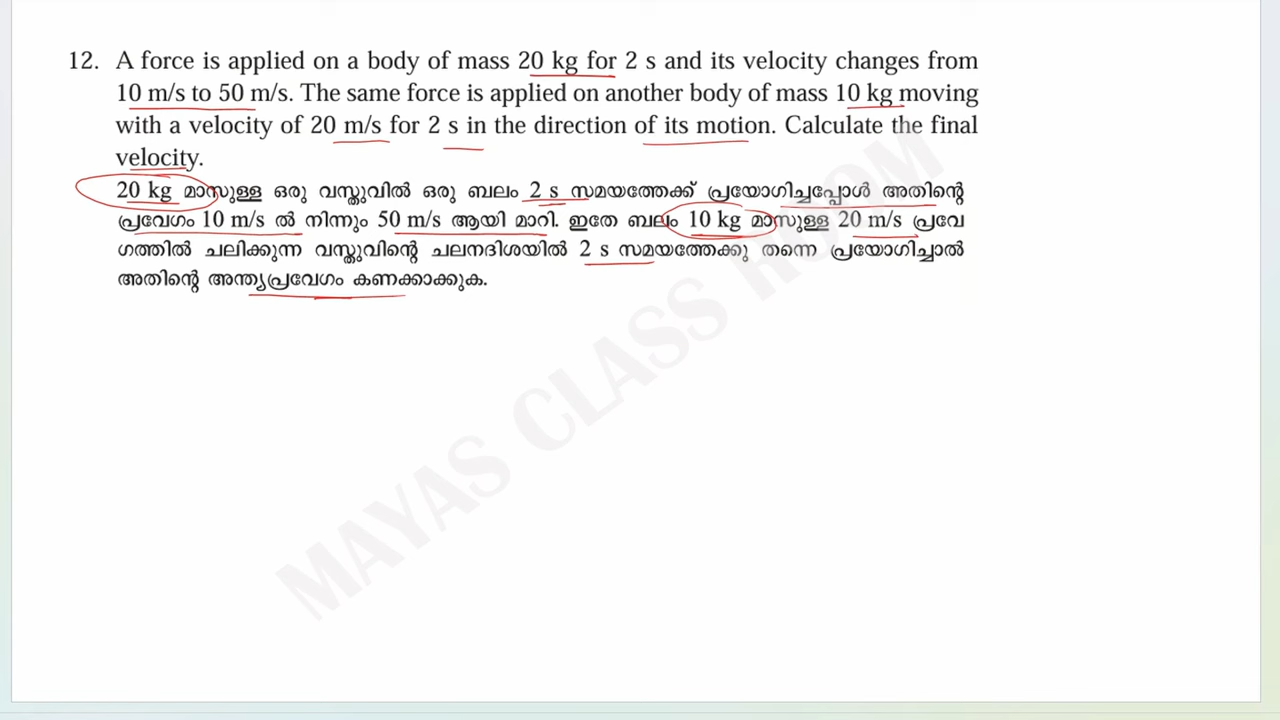 12. A force is applied on a body of mass 20 kg for 2 s and its velocity changes from
10 m/s to 50 m/s. The same force is applied on another body of mass 10 kg moving
with a velocity of 20 m/s for 2 s in the direction of its motion. Calculate the final
velocity.
20 kg മാസുള്ള ഒരു വസ്തുവിൽ ഒരു ബലം 2 s സമയത്തേക്ക് പ്രയോഗിച്ചപ്പോൾ അതിന്റെ
പ്രവേഗം 10 m/s ൽ നിന്നും 50 m/s ആയി മാറി. ഇതേ ബലം 10 kg മാസുള്ള 20 m/s പ്രവേ
ഗത്തിൽ ചലിക്കുന്ന വസ്തുവിന്റെ ചലനദിശയിൽ 2 s സമയത്തേക്കു തന്നെ പ്രയോഗിച്ചാൽ
അതിന്റെ അന്ത്യപ്രവേഗം കണക്കാക്കുക.
MAYAS CLASS ROOM